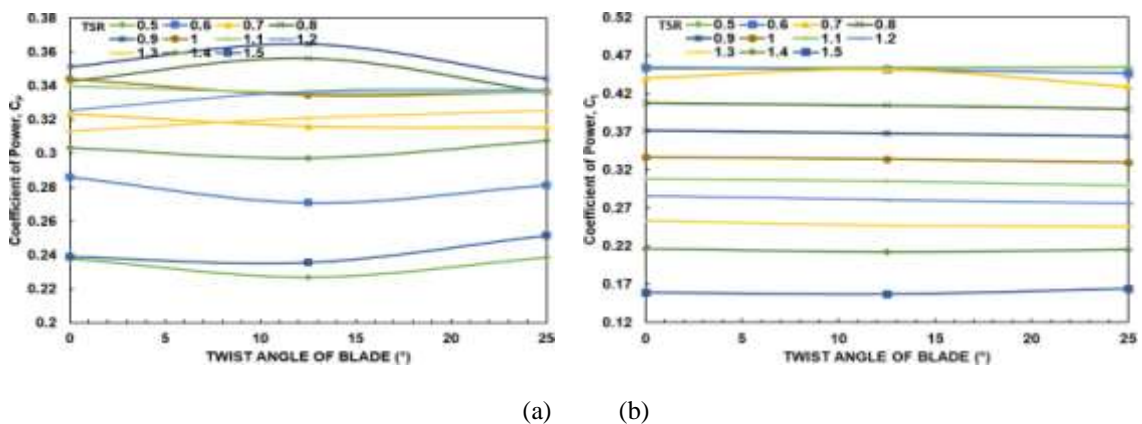 0.38
0.36
0.34
0.32
0.3
0.28
0.26
0.24
0.22
0.2
Coefficient of Power, Cp
TSR 0.5 0.6 0.7 0.8
0.9 1 1.1 1.2
1.3 1.4 1.5
0 5 10 15 20 25
TWIST ANGLE OF BLADE (°)
0.52
0.47
0.42
0.37
0.32
0.27
0.22
0.17
0.12
Coefficient of Power, Ct
TSR 0.5 0.6 0.7 0.8
0.9 1 1.1 1.2
1.3 1.4 1.5
0 5 10 15 20 25
TWIST ANGLE OF BLADE (°)
(a) (b)